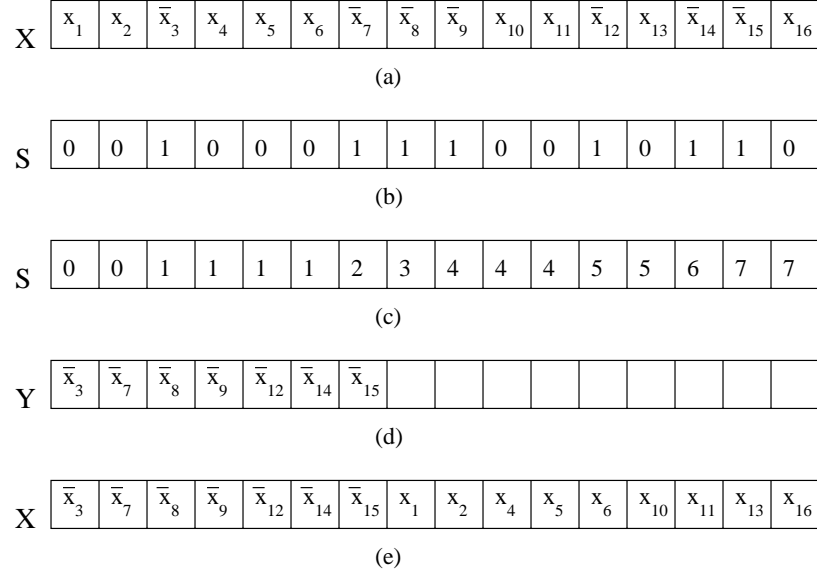 X x₁ x₂ x̅₃ x₄ x₅ x₆ x̅₇ x̅₈ x̅₉ x₁₀ x₁₁ x̅₁₂ x₁₃ x̅₁₄ x̅₁₅ x₁₆
(a)
S 0 0 1 0 0 0 1 1 1 0 0 1 0 1 1 0
(b)
S 0 0 1 1 1 1 2 3 4 4 4 5 5 6 7 7
(c)
Y x̅₃ x̅₇ x̅₈ x̅₉ x̅₁₂ x̅₁₄ x̅₁₅
(d)
X x̅₃ x̅₇ x̅₈ x̅₉ x̅₁₂ x̅₁₄ x̅₁₅ x₁ x₂ x₄ x₅ x₆ x₁₀ x₁₁ x₁₃ x₁₆
(e)